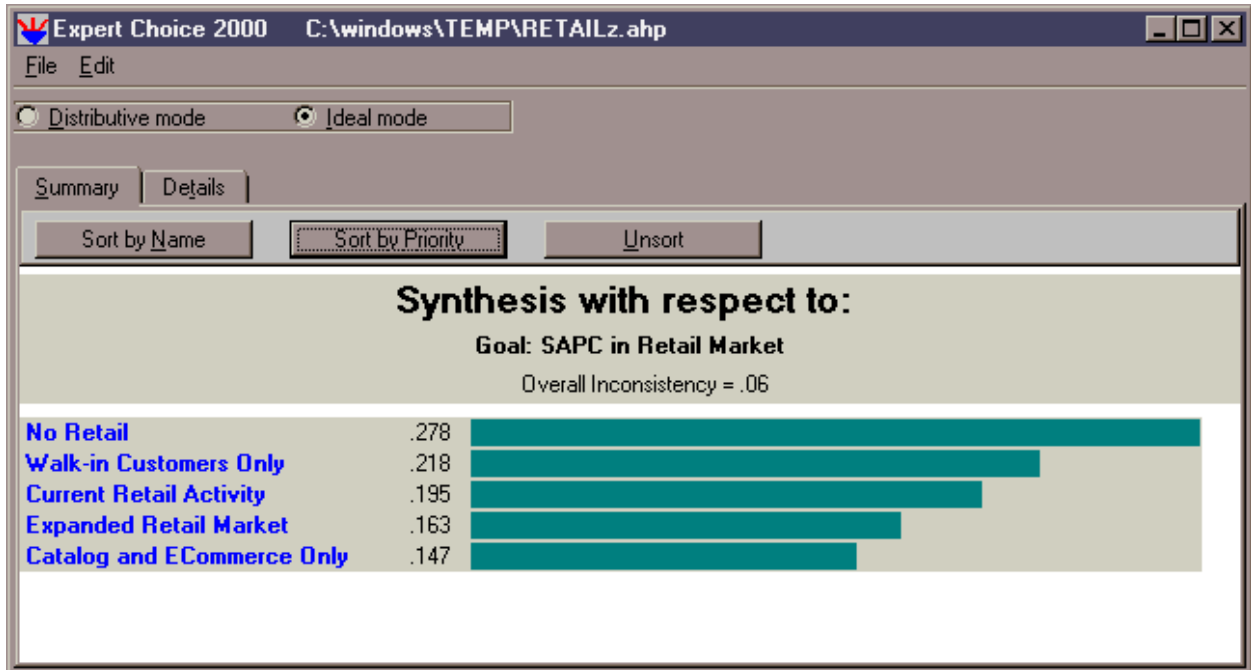 Expert Choice 2000 C:\windows\TEMP\RETAILz.ahp
File Edit
Distributive mode Ideal mode
Summary Details
Sort by Name Sort by Priority Unsort
Synthesis with respect to:
Goal: SAPC in Retail Market
Overall Inconsistency = .06
No Retail .278
Walk-in Customers Only .218
Current Retail Activity .195
Expanded Retail Market .163
Catalog and ECommerce Only .147